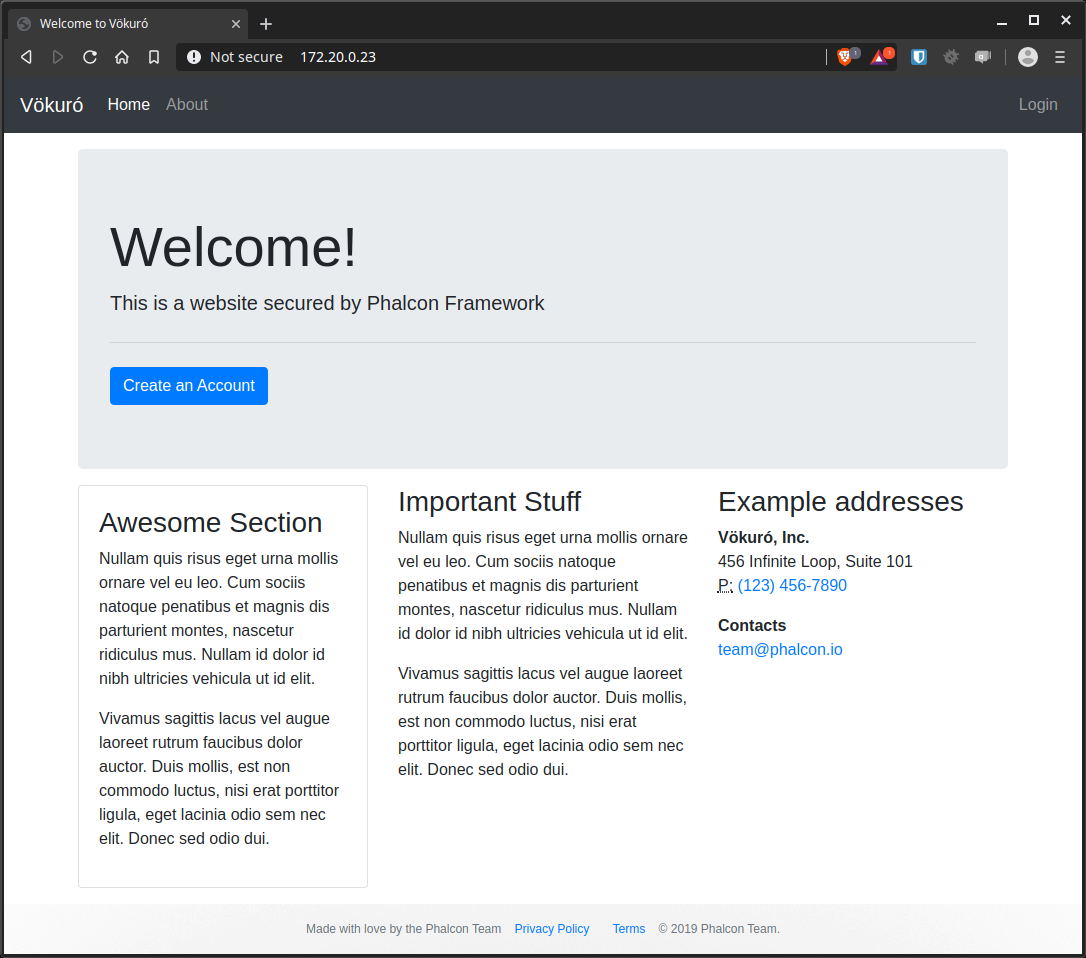 Welcome to Vökuró
Not secure 172.20.0.23
Vökuró Home About Login
Welcome!
This is a website secured by Phalcon Framework
Create an Account
Awesome Section
Nullam quis risus eget urna mollis
ornare vel eu leo. Cum sociis
natoque penatibus et magnis dis
parturient montes, nascetur
ridiculus mus. Nullam id dolor id
nibh ultricies vehicula ut id elit.
Vivamus sagittis lacus vel augue
laoreet rutrum faucibus dolor
auctor. Duis mollis, est non
commodo luctus, nisi erat porttitor
ligula, eget lacinia odio sem nec
elit. Donec sed odio dui.
Important Stuff
Nullam quis risus eget urna mollis ornare
vel eu leo. Cum sociis natoque
penatibus et magnis dis parturient
montes, nascetur ridiculus mus. Nullam
id dolor id nibh ultricies vehicula ut id elit.
Vivamus sagittis lacus vel augue laoreet
rutrum faucibus dolor auctor. Duis mollis,
est non commodo luctus, nisi erat
porttitor ligula, eget lacinia odio sem nec
elit. Donec sed odio dui.
Example addresses
Vökuró, Inc.
456 Infinite Loop, Suite 101
P: (123) 456-7890
Contacts
team@phalcon.io
Made with love by the Phalcon Team Privacy Policy Terms © 2019 Phalcon Team.